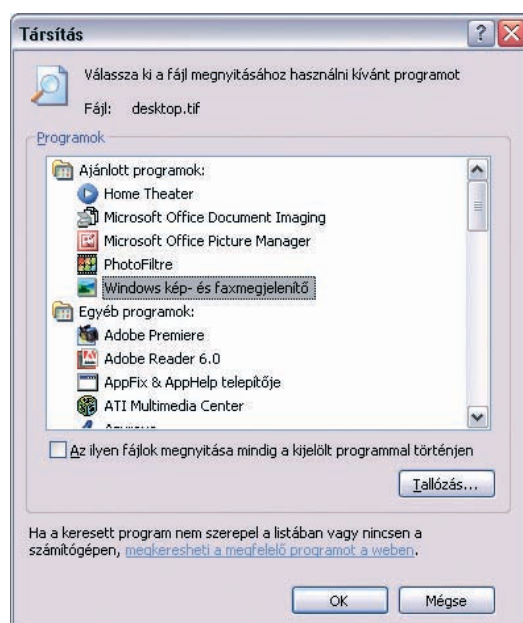 Társítás
Válassza ki a fájl megnyitásához használni kívánt programot
Fájl: desktop.tif
Programok
Ajánlott programok:
Home Theater
Microsoft Office Document Imaging
Microsoft Office Picture Manager
PhotoFiltre
Windows kép- és faxmegjelenítő
Egyéb programok:
Adobe Premiere
Adobe Reader 6.0
AppFix & AppHelp telepítője
ATI Multimedia Center
Az ilyen fájlok megnyitása mindig a kijelölt programmal történjen
Tallózás...
Ha a keresett program nem szerepel a listában vagy nincsen a
számítógépen, megkeresheti a megfelelő programot a weben.
OK Mégse